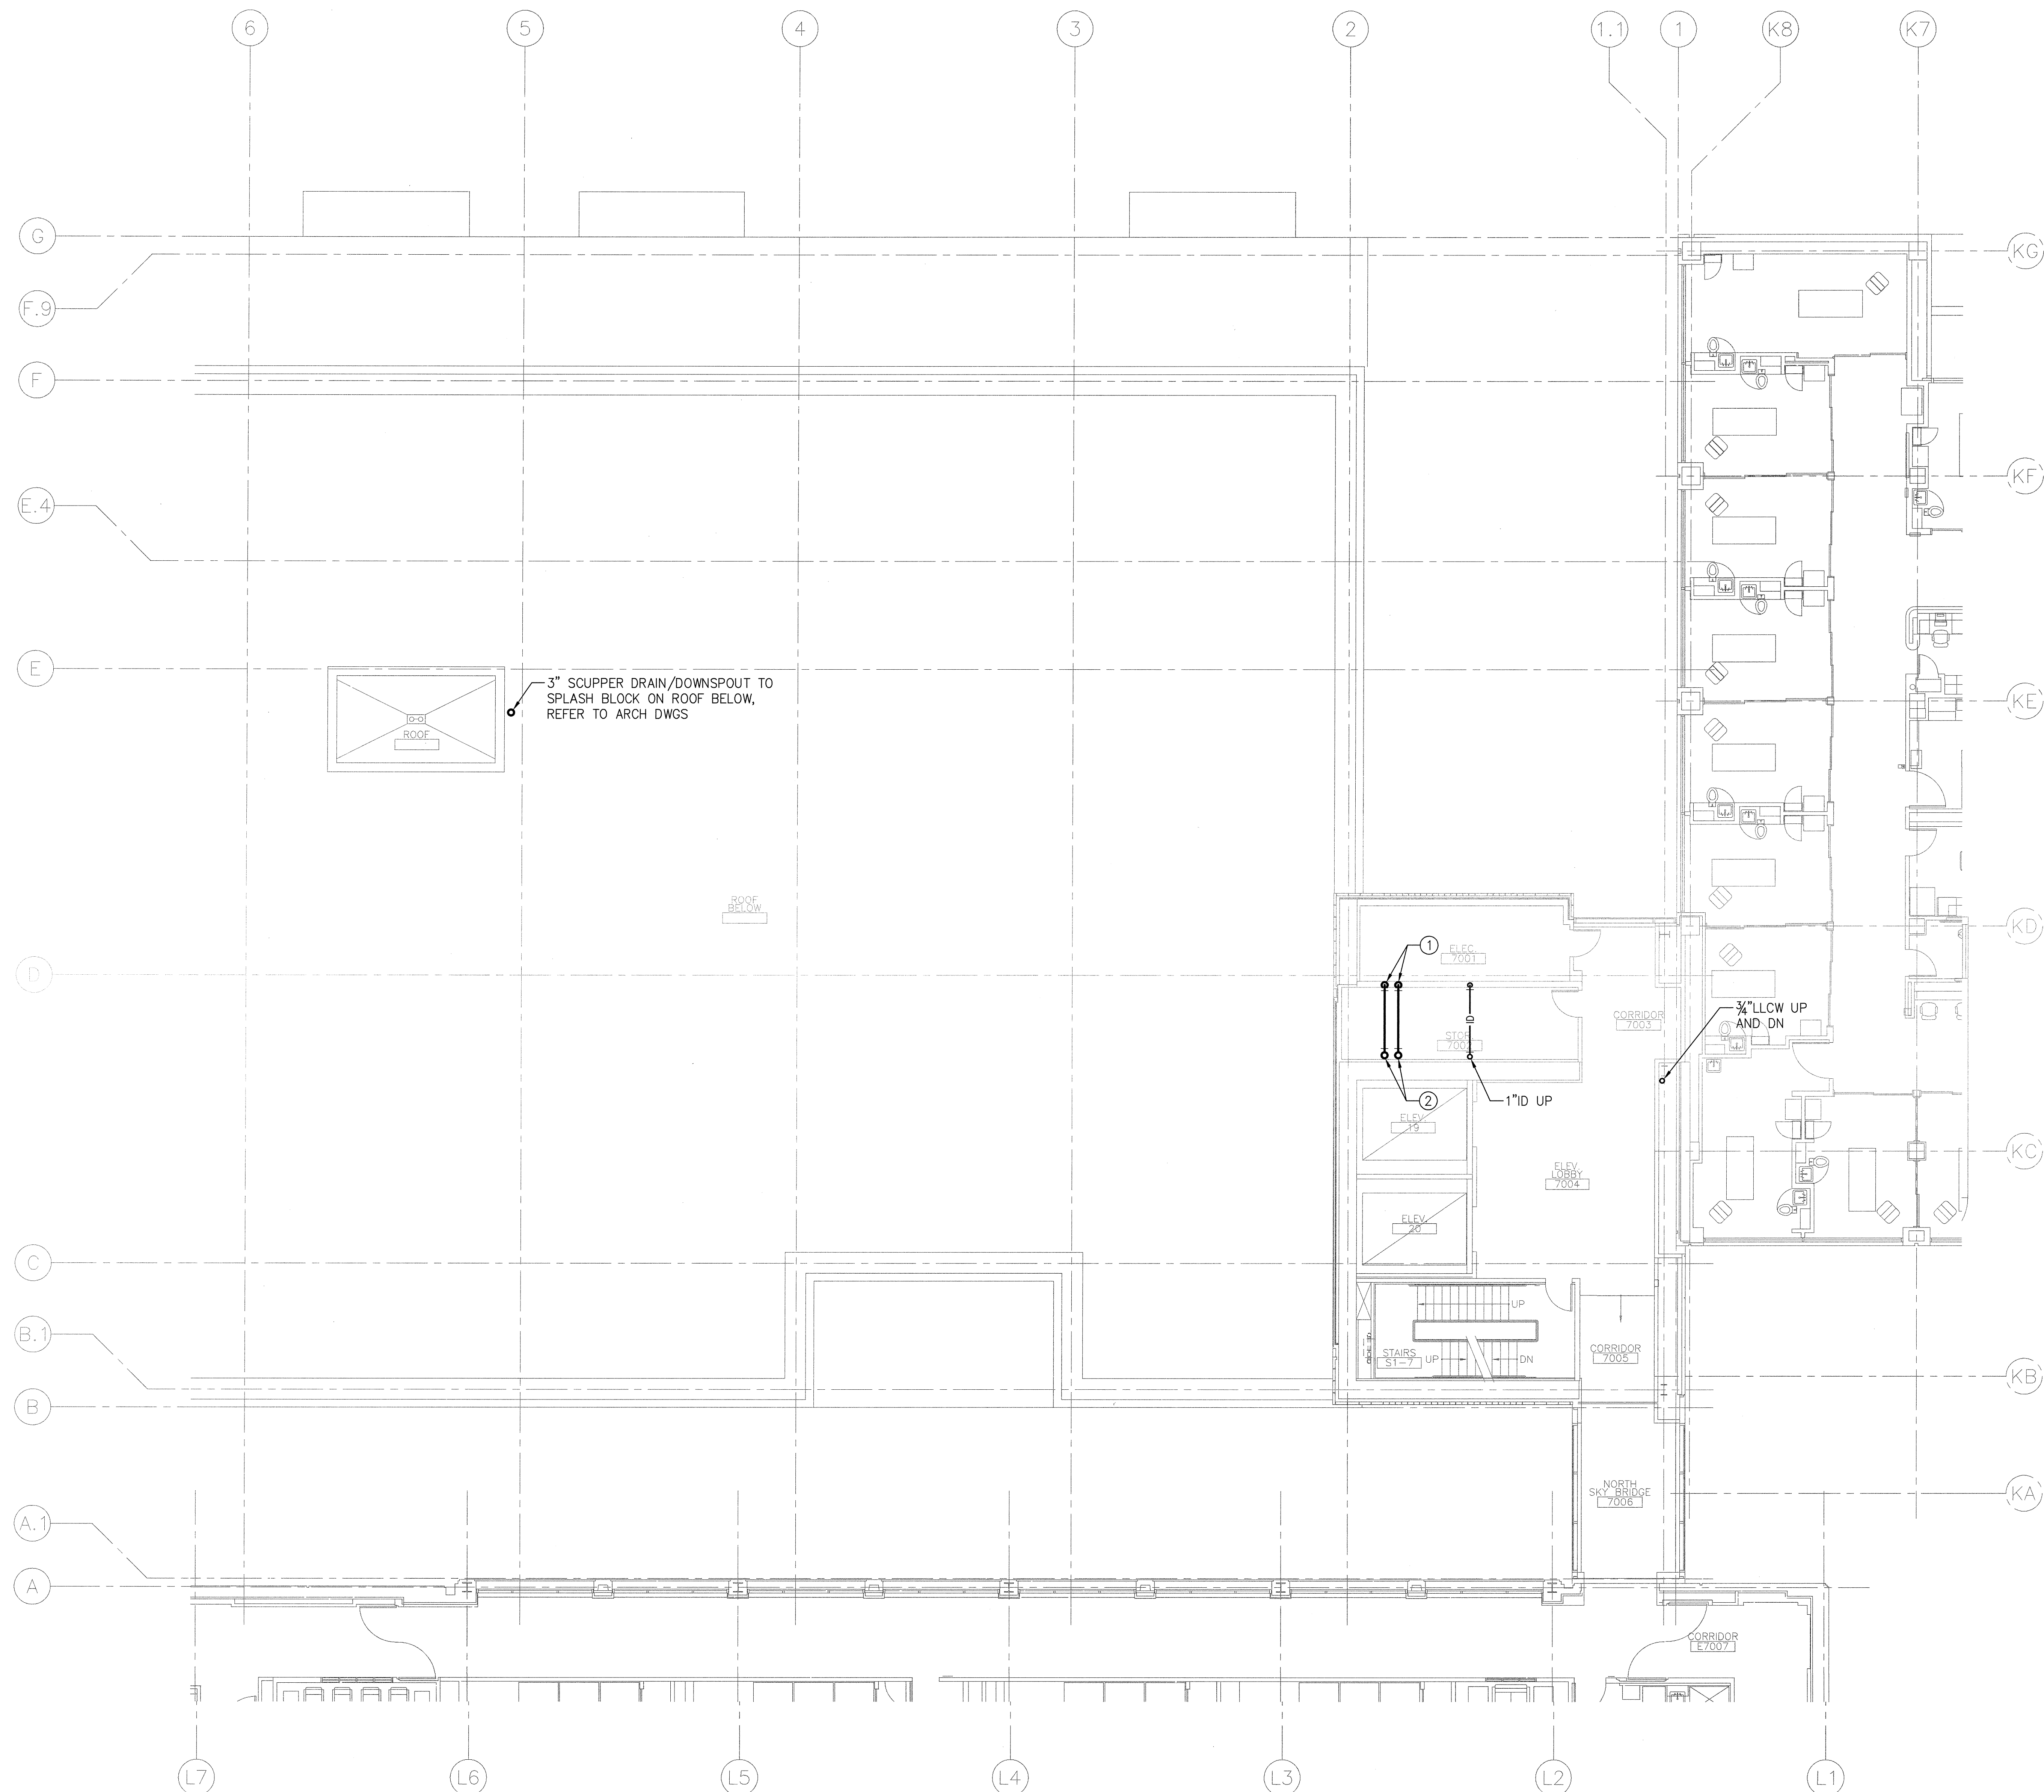 6
5
4
3
2
1.1
1
K8
K7
G
KG
F.9
F
KF
E.4
E
KE
3" SCUPPER DRAIN/DOWNSPOUT TO
SPLASH BLOCK ON ROOF BELOW,
REFER TO ARCH DWGS
ROOF
ROOF
BELOW
KD
D
1
ELEC.
7001
ID
STOR.
CORRIDOR
7003
3/4"LLCW UP
AND DN
2
1"ID UP
ELEV.
19
KC
ELEV.
LOBBY
7004
ELEV.
20
C
UP
B.1
STAIRS
S1-7
UP
DN
CORRIDOR
7005
KB
B
NORTH
SKY BRIDGE
7006
KA
A.1
A
CORRIDOR
E7007
L7
L6
L5
L4
L3
L2
L1